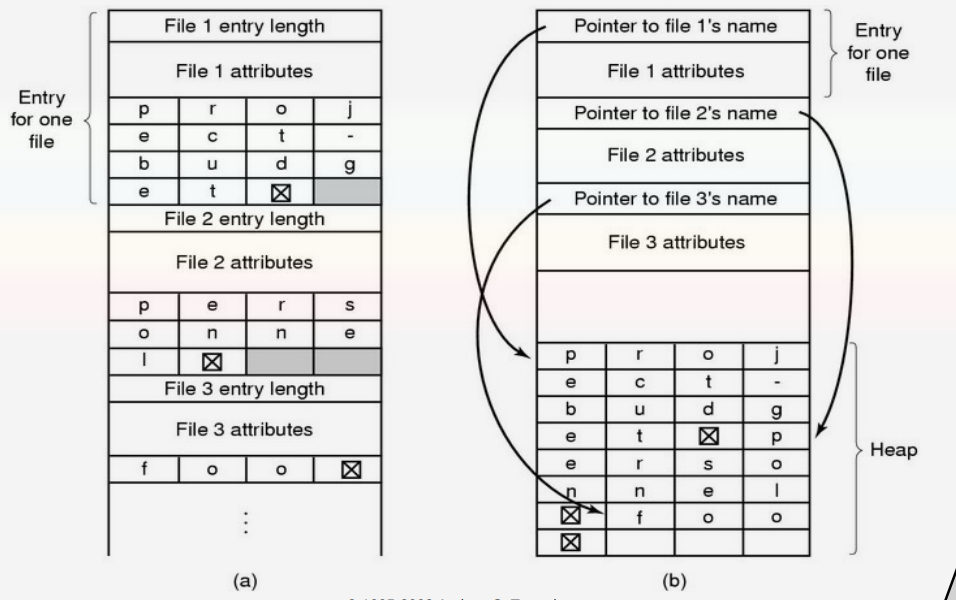 File 1 entry length
File 1 attributes
Entry
for one
file
p r o j
e c t -
b u d g
e t ☒
File 2 entry length
File 2 attributes
p e r s
o n n e
l ☒
File 3 entry length
File 3 attributes
f o o ☒
⋮
(a)
Pointer to file 1's name
File 1 attributes
Entry
for one
file
Pointer to file 2's name
File 2 attributes
Pointer to file 3's name
File 3 attributes
p r o j
e c t -
b u d g
e t ☒ p
e r s o
n n e l
☒ f o o
☒
Heap
(b)